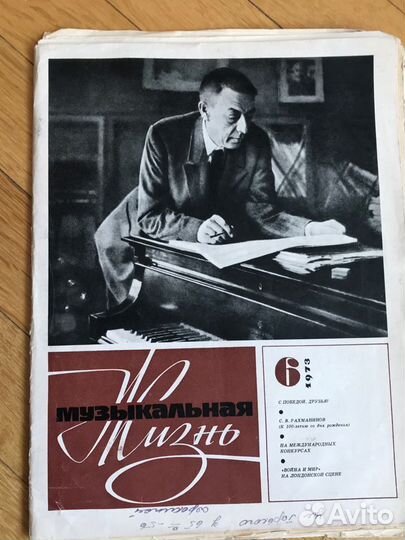 музыкальная
Жизнь
6
1973
С ПОБЕДОЙ, ДРУЗЬЯ!
С. В. РАХМАНИНОВ
(К 100-летию со дня рождения)
НА МЕЖДУНАРОДНЫХ
КОНКУРСАХ
«ВОЙНА И МИР»
НА ЛОНДОНСКОЙ СЦЕНЕ
Горького
Avito